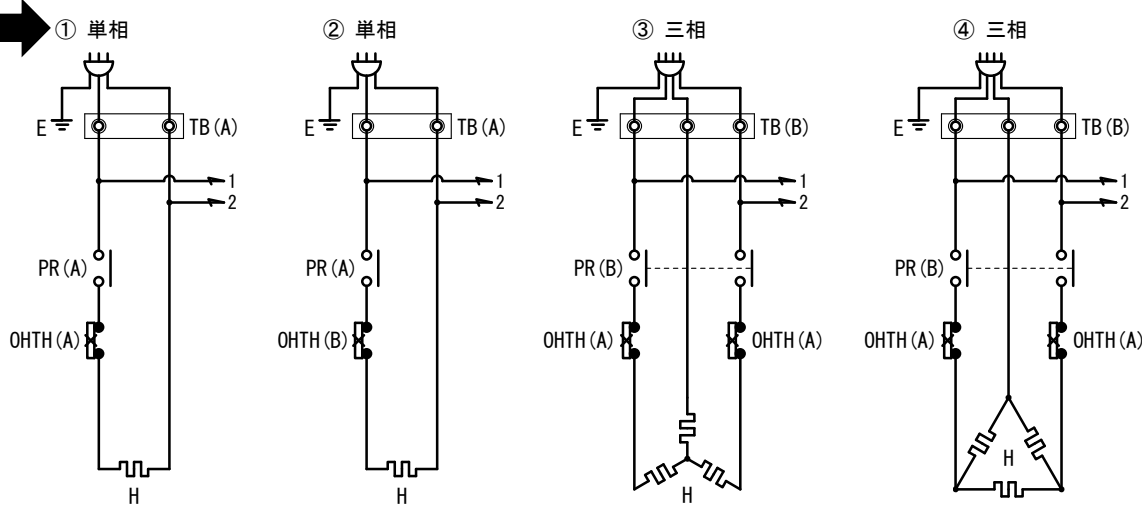 ① 単相
E
TB(A)
1
2
PR(A)
OHTH(A)
H
② 単相
E
TB(A)
1
2
PR(A)
OHTH(B)
H
③ 三相
E
TB(B)
1
2
PR(B)
OHTH(A)
OHTH(A)
H
④ 三相
E
TB(B)
1
2
PR(B)
OHTH(A)
OHTH(A)
H